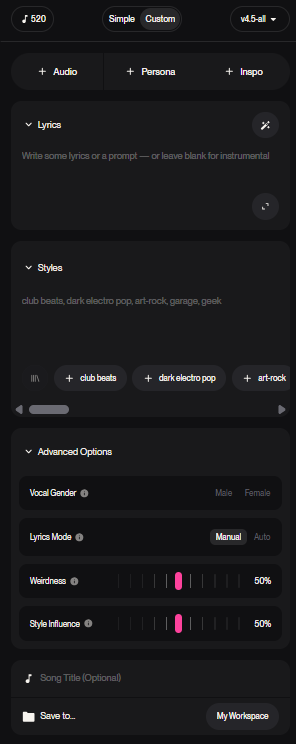 520
Simple Custom
v4.5-all
+ Audio + Persona + Inspo
Lyrics
Write some lyrics or a prompt — or leave blank for instrumental
Styles
club beats, dark electro pop, art-rock, garage, geek
+ club beats + dark electro pop + art-rock
Advanced Options
Vocal Gender Male Female
Lyrics Mode Manual Auto
Weirdness 50%
Style Influence 50%
Song Title (Optional)
Save to... My Workspace